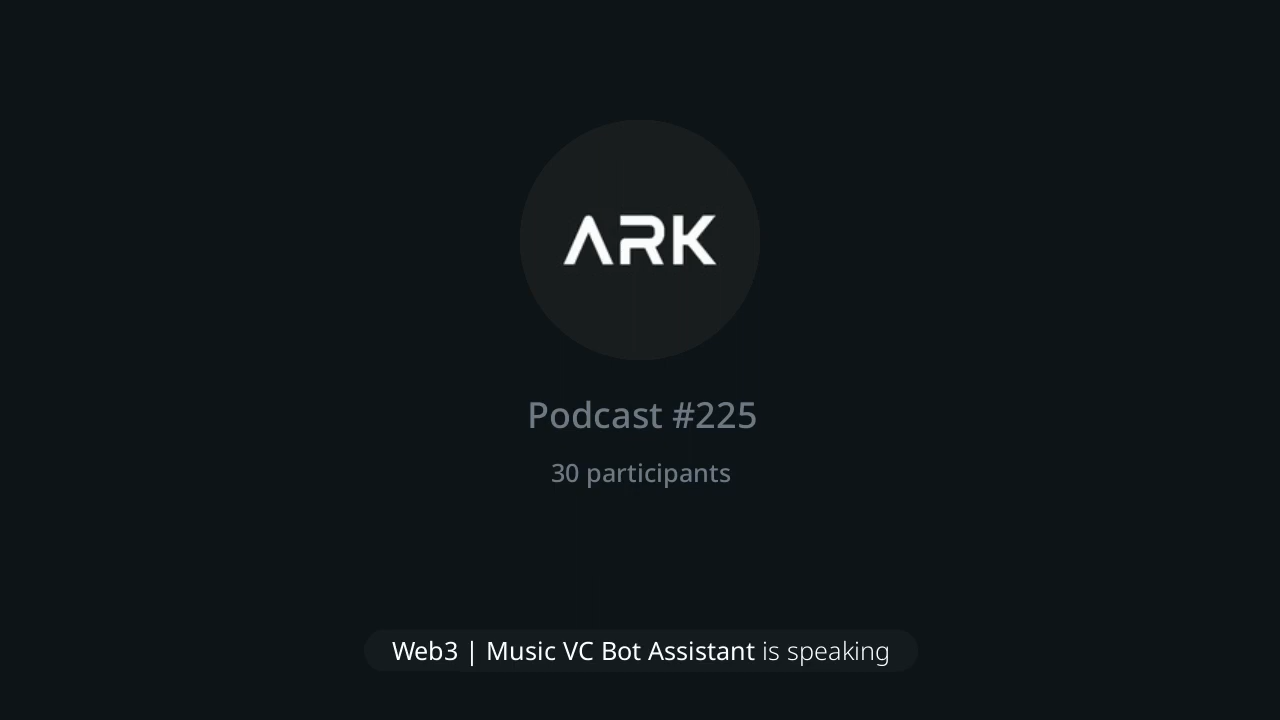 ARK
Podcast #225
30 participants
Web3 | Music VC Bot Assistant is speaking